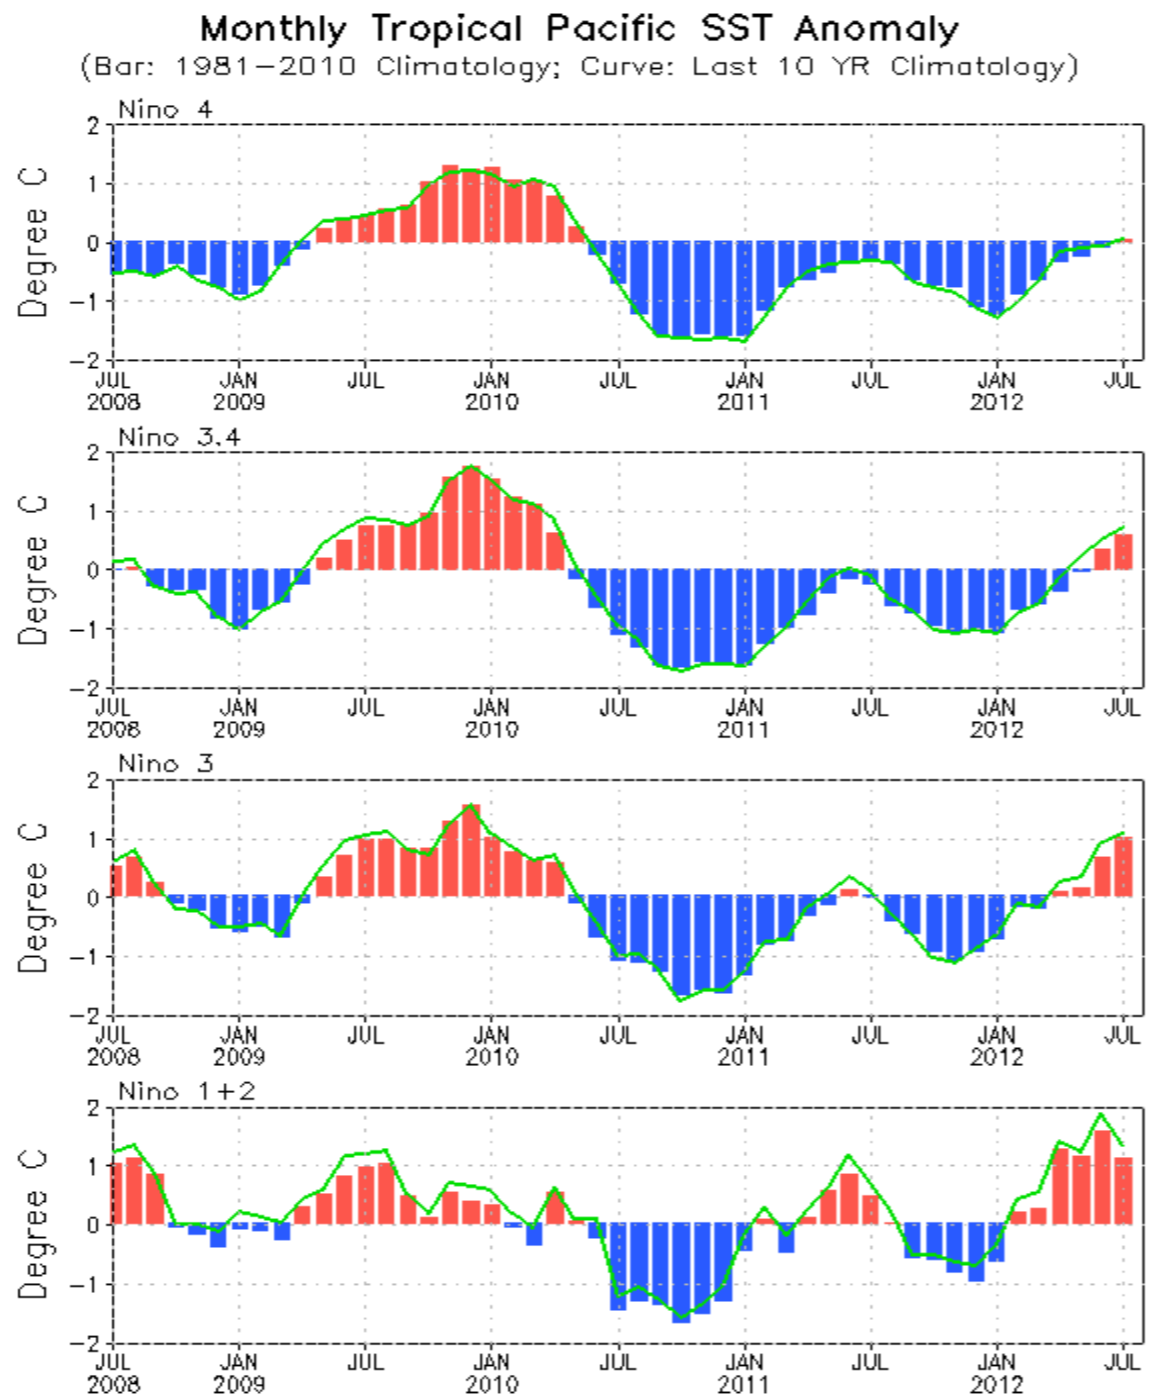 Monthly Tropical Pacific SST Anomaly
(Bar: 1981-2010 Climatology; Curve: Last 10 YR Climatology)
Nino 4
Degree C
2
1
0
-1
-2
JUL JAN JUL JAN JUL JAN JUL JAN JUL
2008 2009 2010 2011 2012
Nino 3.4
Degree C
2
1
0
-1
-2
JUL JAN JUL JAN JUL JAN JUL JAN JUL
2008 2009 2010 2011 2012
Nino 3
Degree C
2
1
0
-1
-2
JUL JAN JUL JAN JUL JAN JUL JAN JUL
2008 2009 2010 2011 2012
Nino 1+2
Degree C
2
1
0
-1
-2
JUL JAN JUL JAN JUL JAN JUL JAN JUL
2008 2009 2010 2011 2012